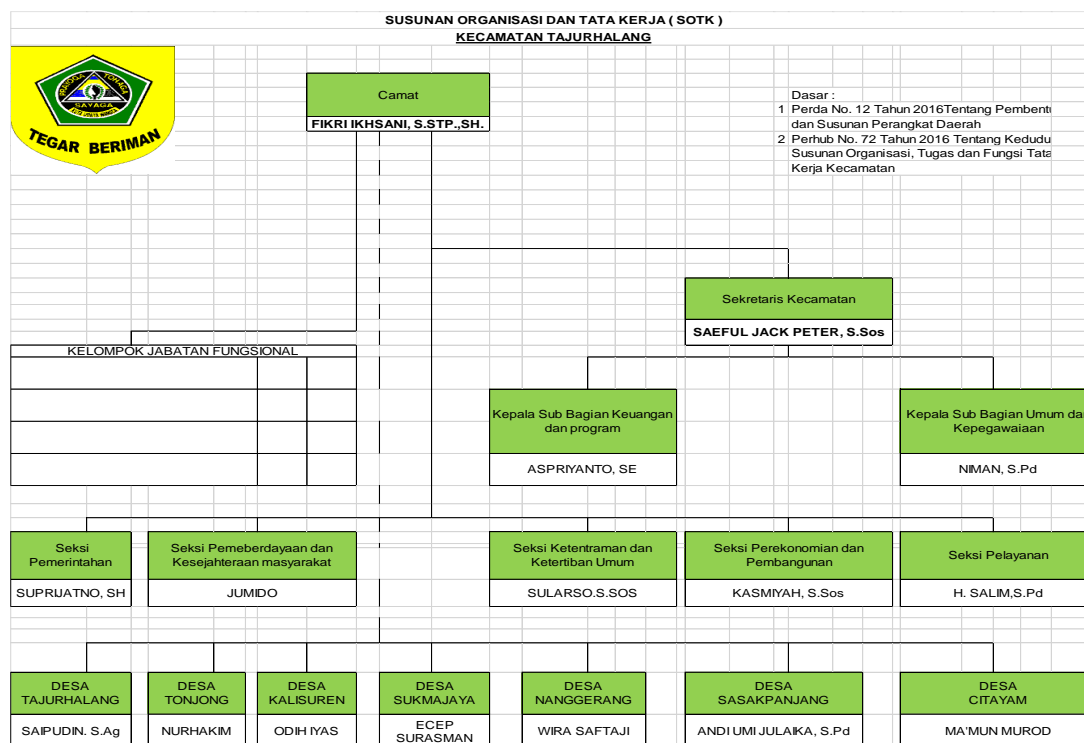 SUSUNAN ORGANISASI DAN TATA KERJA ( SOTK )
KECAMATAN TAJURHALANG
PRAYOGA TOHAGA
SAYAGA
TEGAR BERIMAN
Camat
FIKRI IKHSANI, S.STP.,SH.
Dasar :
1 Perda No. 12 Tahun 2016Tentang Pembentu
dan Susunan Perangkat Daerah
2 Perhub No. 72 Tahun 2016 Tentang Kedudu
Susunan Organisasi, Tugas dan Fungsi Tata
Kerja Kecamatan
Sekretaris Kecamatan
SAEFUL JACK PETER, S.Sos
KELOMPOK JABATAN FUNGSIONAL
Kepala Sub Bagian Keuangan
dan program
ASPRIYANTO, SE
Kepala Sub Bagian Umum dan
Kepegawaiaan
NIMAN, S.Pd
Seksi
Pemerintahan
SUPRIJATNO, SH
Seksi Pemeberdayaan dan
Kesejahteraan masyarakat
JUMIDO
Seksi Ketentraman dan
Ketertiban Umum
SULARSO.S.SOS
Seksi Perekonomian dan
Pembangunan
KASMIYAH, S.Sos
Seksi Pelayanan
H. SALIM,S.Pd
DESA
TAJURHALANG
SAIPUDIN. S.Ag
DESA
TONJONG
NURHAKIM
DESA
KALISUREN
ODIH IYAS
DESA
SUKMAJAYA
ECEP
SURASMAN
DESA
NANGGERANG
WIRA SAFTAJI
DESA
SASAKPANJANG
ANDI UMI JULAIKA, S.Pd
DESA
CITAYAM
MA'MUN MUROD